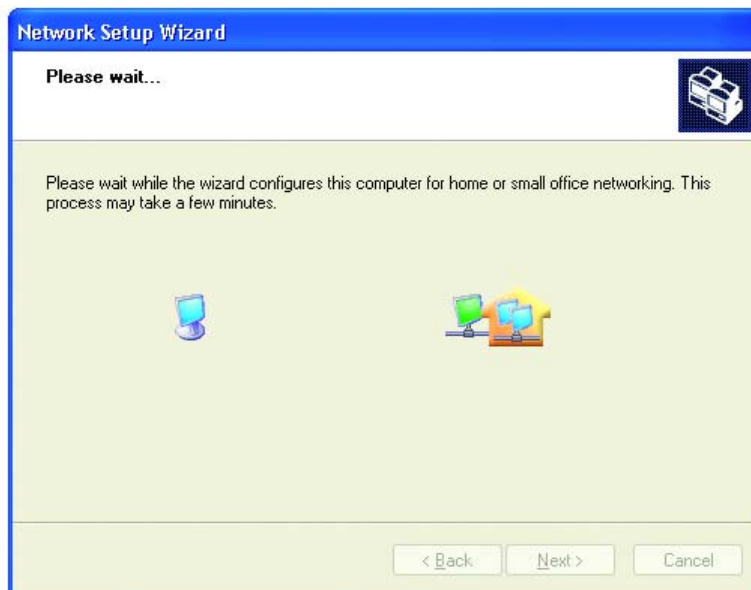 Network Setup Wizard
Please wait...
Please wait while the wizard configures this computer for home or small office networking. This
process may take a few minutes.
< Back
Next >
Cancel